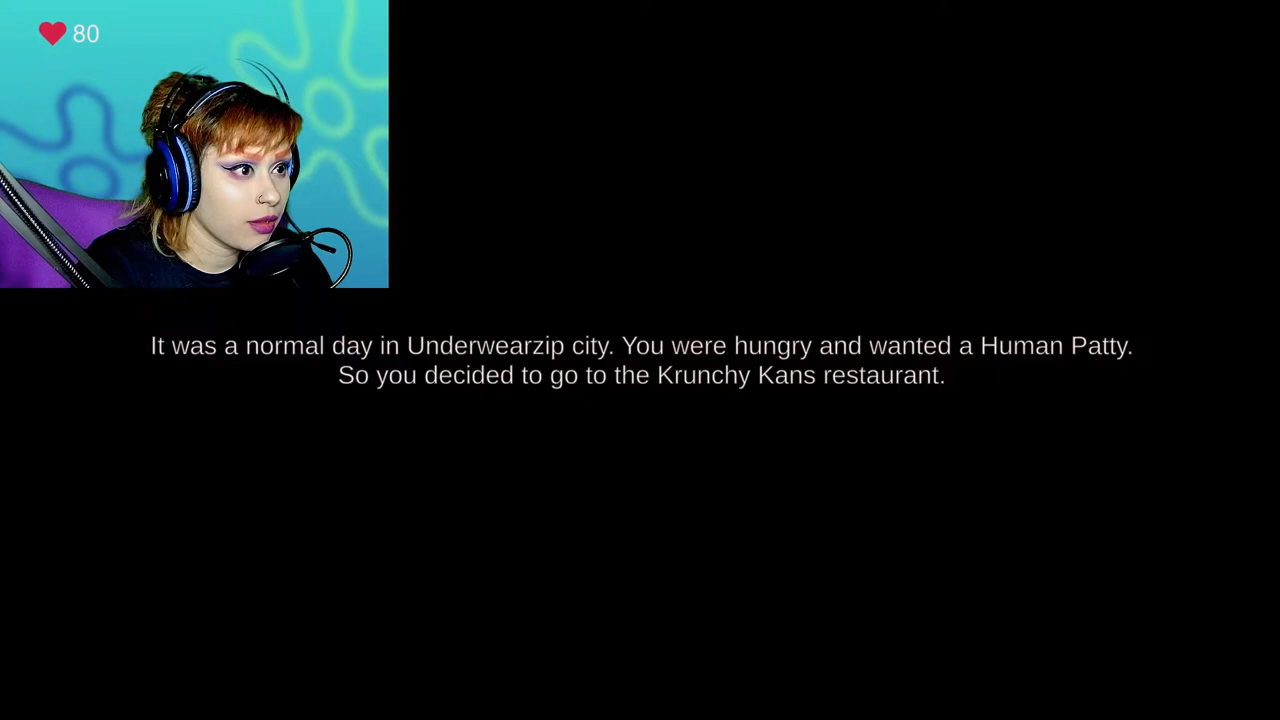 80
It was a normal day in Underwearzip city. You were hungry and wanted a Human Patty.
So you decided to go to the Krunchy Kans restaurant.